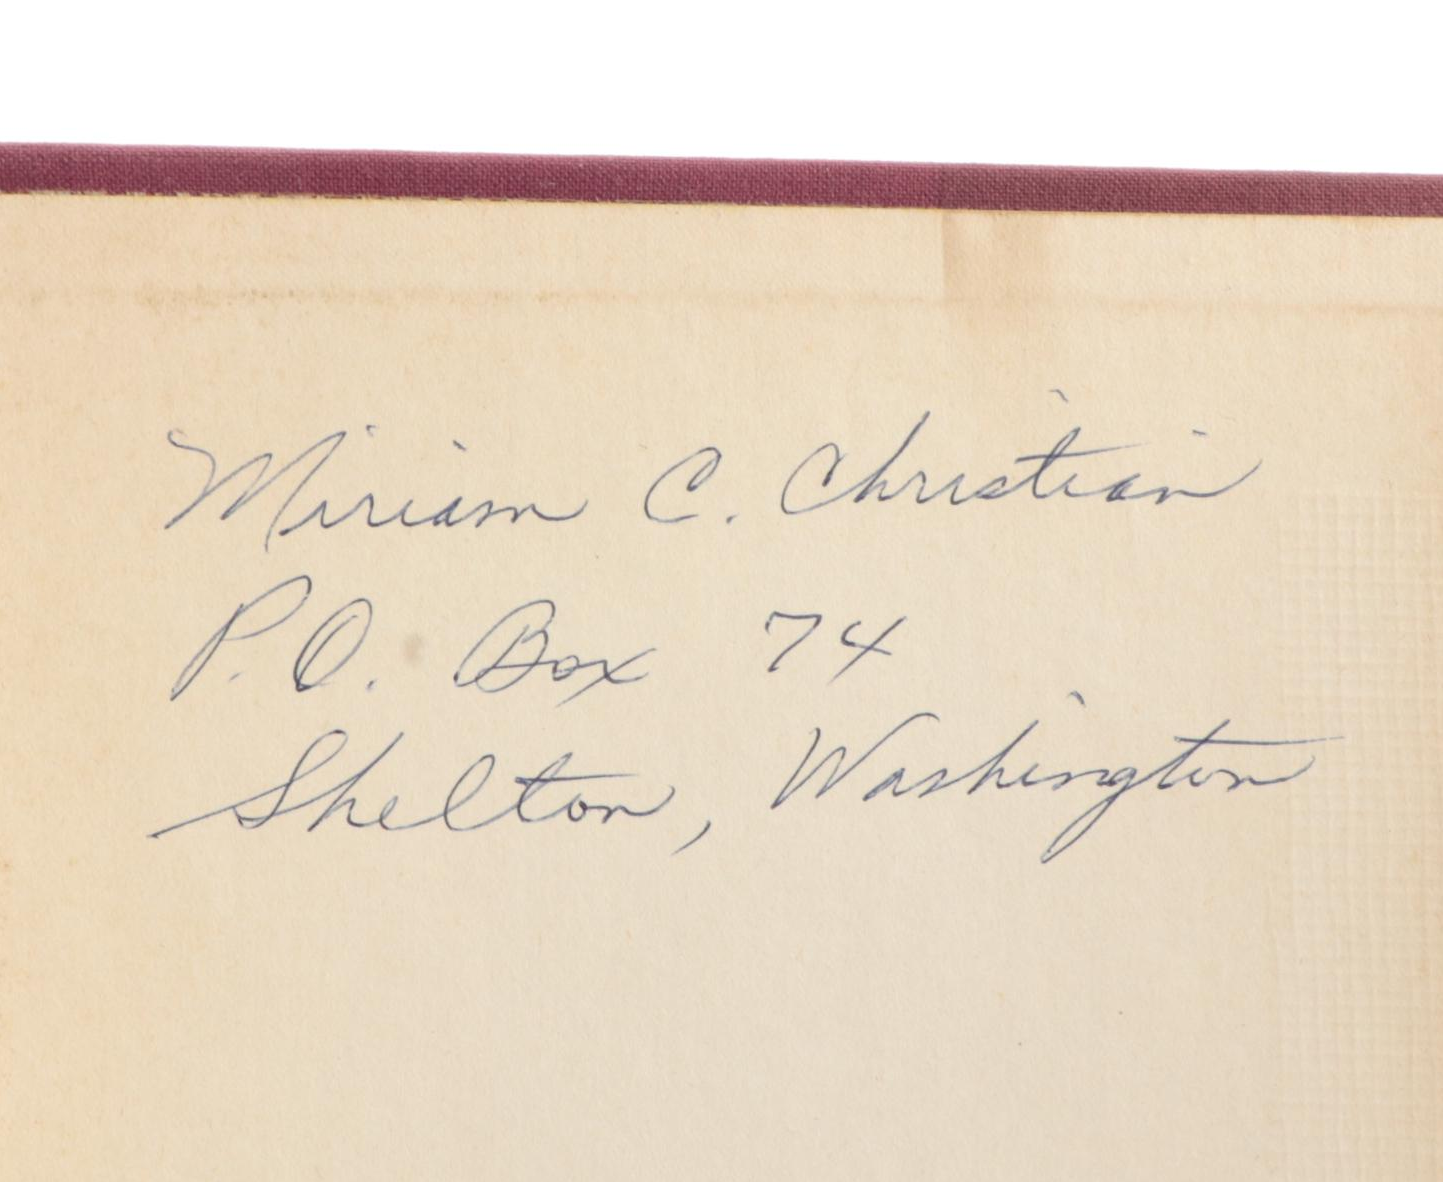 Miriam C. Christian
P.O. Box 74
Shelton, Washington